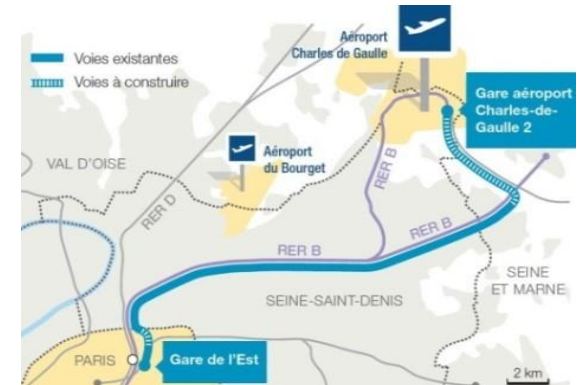 Voies existantes
Voies à construire
Aéroport
Charles de Gaulle
Gare aéroport
Charles-de-
Gaulle 2
Aéroport
du Bourget
VAL D'OISE
RER D
RER B
RER B
RER B
SEINE
ET MARNE
SEINE-SAINT-DENIS
PARIS
Gare de l'Est
2 km